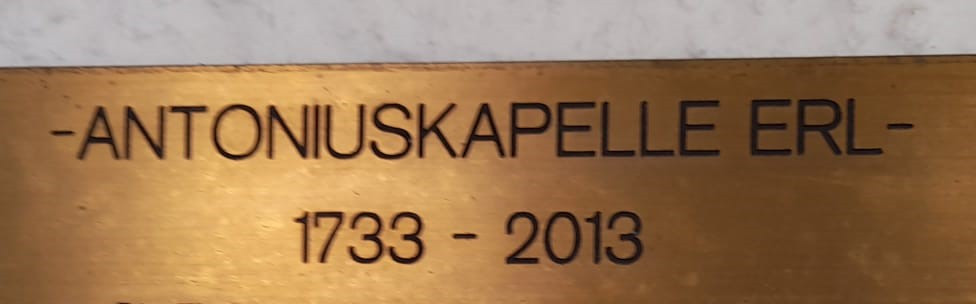 -ANTONIUSKAPELLE ERL-
1733 - 2013